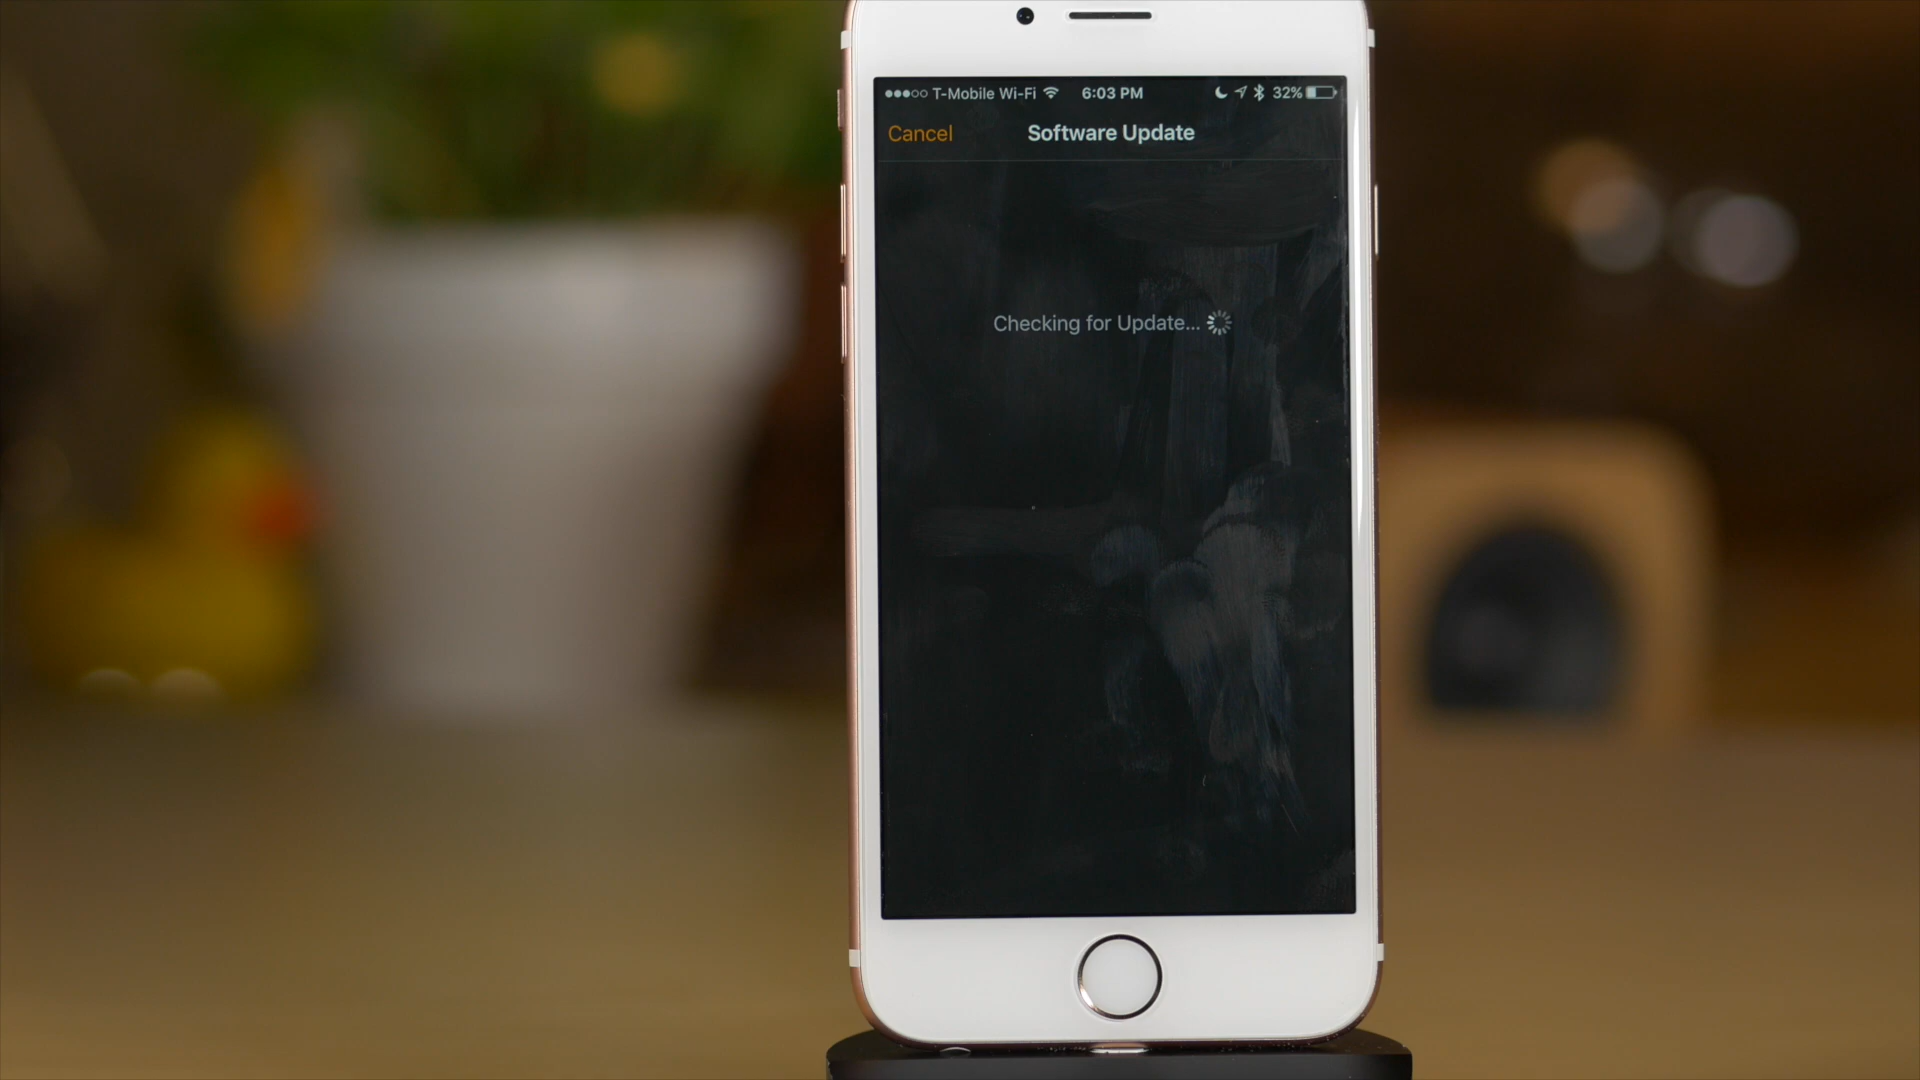 T-Mobile Wi-Fi 6:03 PM 32%
Cancel Software Update
Checking for Update...